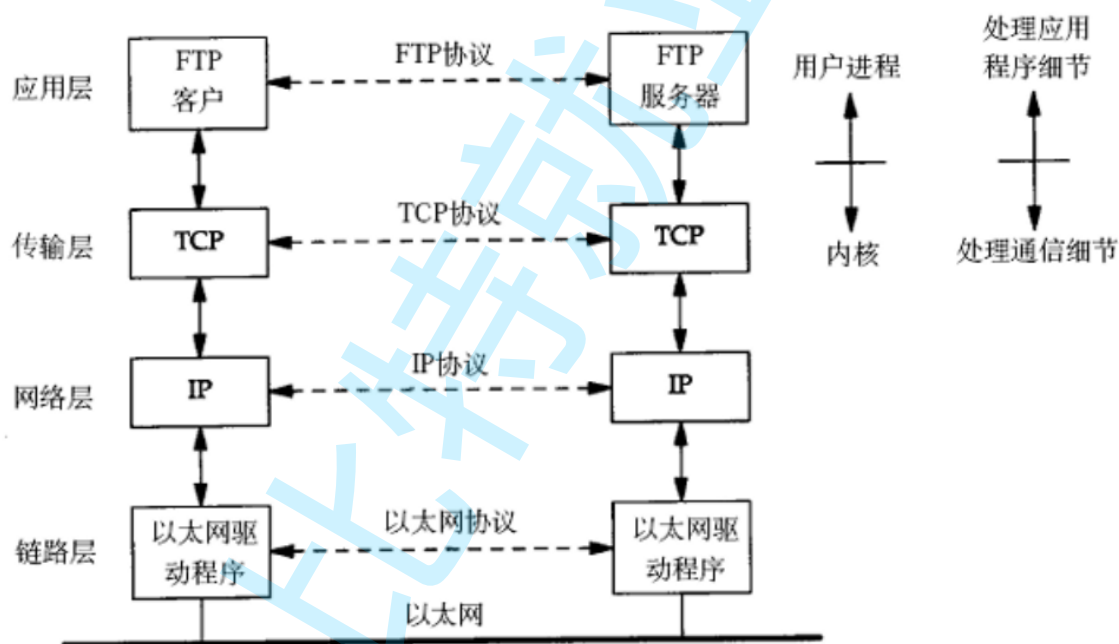 处理应用
程序细节
用户进程
FTP协议
FTP
客户
FTP
服务器
应用层
TCP协议
TCP
TCP
传输层
内核
处理通信细节
IP协议
IP
IP
网络层
以太网协议
以太网驱
动程序
以太网驱
动程序
链路层
以太网
比特就业